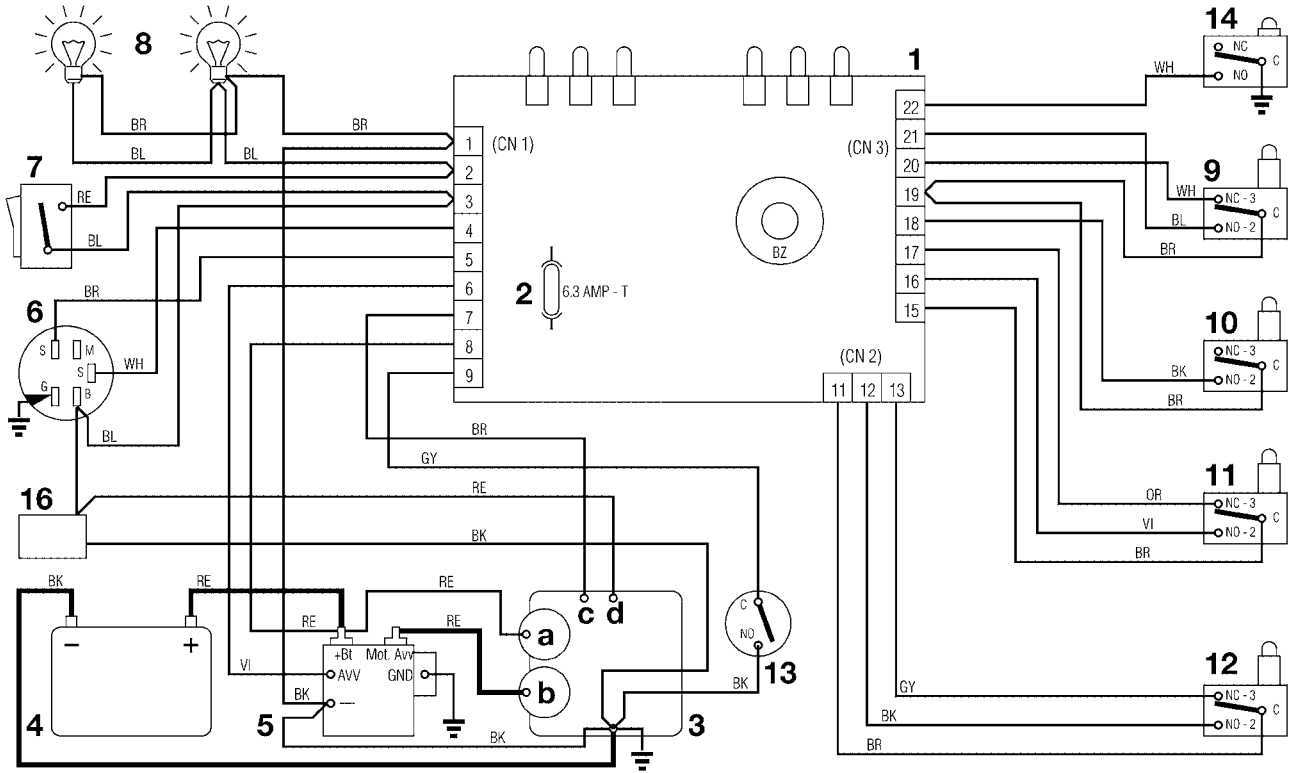 8
1
14
NC
C
NO
WH
BR
BL
BR
BL
1
2
3
4
5
6
7
8
9
(CN 1)
(CN 3)
22
21
20
19
18
17
16
15
7
RE
BL
9
WH
NC - 3
C
BL
NO - 2
BR
BZ
2
6.3 AMP - T
BR
6
S
M
S
WH
G
B
BL
10
NC - 3
C
BK
NO - 2
BR
(CN 2)
11
12
13
BR
GY
RE
16
BK
11
OR
NC - 3
C
VI
NO - 2
BR
BK
RE
RE
RE
RE
c
d
a
b
C
NO
13
BK
−
+
+Bt
Mot. Avv
VI
AVV
GND
BK
—
4
5
BK
3
12
GY
NC - 3
C
BK
NO - 2
BR